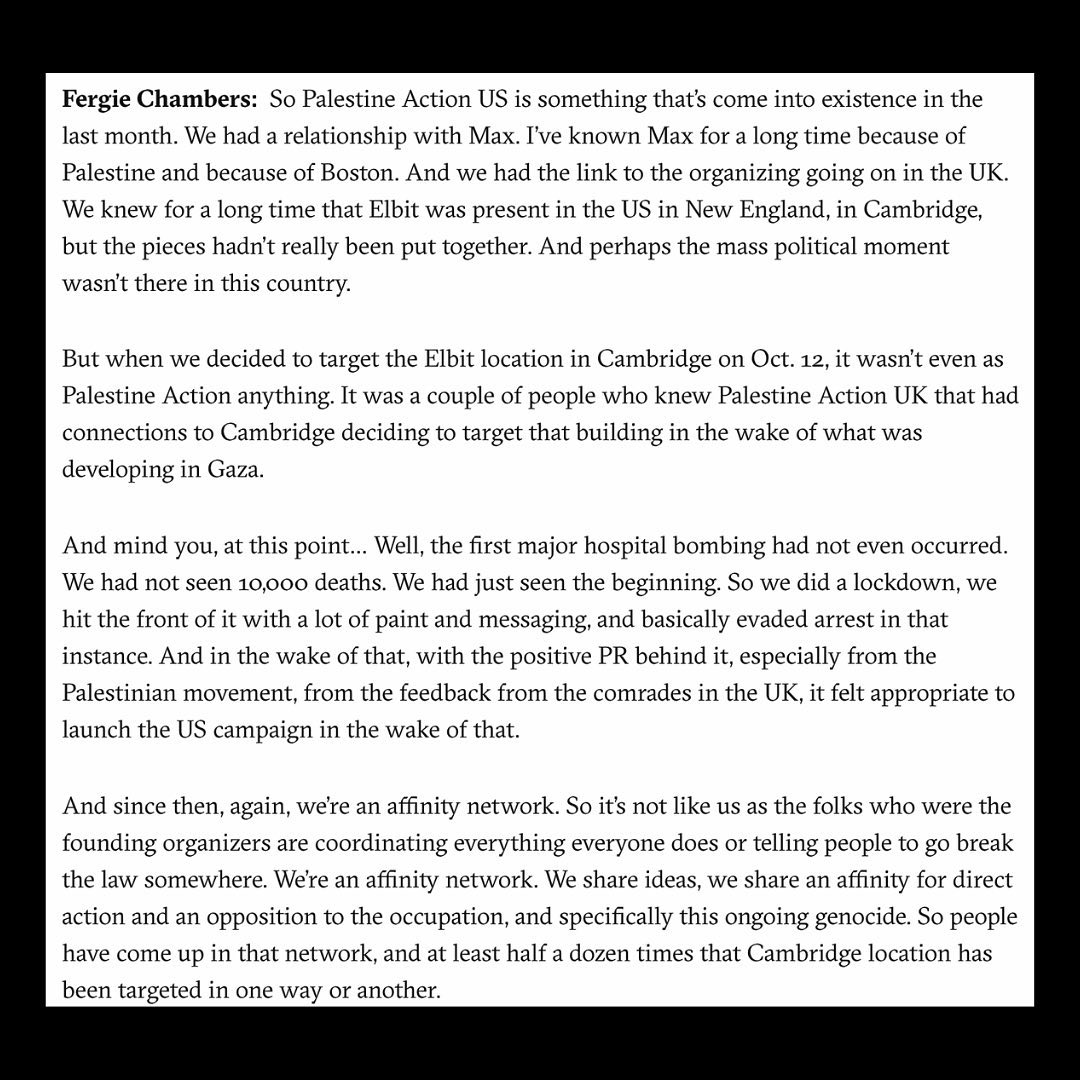 Fergie Chambers: So Palestine Action US is something that’s come into existence in the
last month. We had a relationship with Max. I’ve known Max for a long time because of
Palestine and because of Boston. And we had the link to the organizing going on in the UK.
We knew for a long time that Elbit was present in the US in New England, in Cambridge,
but the pieces hadn’t really been put together. And perhaps the mass political moment
wasn’t there in this country.
But when we decided to target the Elbit location in Cambridge on Oct. 12, it wasn’t even as
Palestine Action anything. It was a couple of people who knew Palestine Action UK that had
connections to Cambridge deciding to target that building in the wake of what was
developing in Gaza.
And mind you, at this point… Well, the first major hospital bombing had not even occurred.
We had not seen 10,000 deaths. We had just seen the beginning. So we did a lockdown, we
hit the front of it with a lot of paint and messaging, and basically evaded arrest in that
instance. And in the wake of that, with the positive PR behind it, especially from the
Palestinian movement, from the feedback from the comrades in the UK, it felt appropriate to
launch the US campaign in the wake of that.
And since then, again, we’re an affinity network. So it’s not like us as the folks who were the
founding organizers are coordinating everything everyone does or telling people to go break
the law somewhere. We’re an affinity network. We share ideas, we share an affinity for direct
action and an opposition to the occupation, and specifically this ongoing genocide. So people
have come up in that network, and at least half a dozen times that Cambridge location has
been targeted in one way or another.